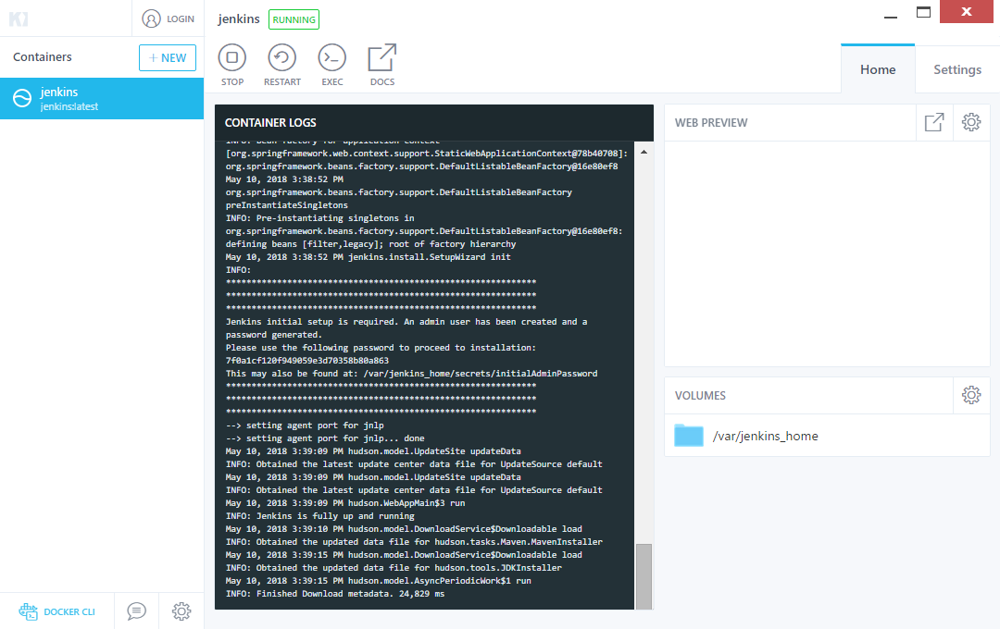 LOGIN
jenkins RUNNING
Containers
+ NEW
jenkins
jenkins:latest
STOP
RESTART
EXEC
DOCS
Home
Settings
CONTAINER LOGS
INFO: Bean factory for application context
[org.springframework.web.context.support.StaticWebApplicationContext@78b40708]:
org.springframework.beans.factory.support.DefaultListableBeanFactory@16e80ef8
May 10, 2018 3:38:52 PM
org.springframework.beans.factory.support.DefaultListableBeanFactory
preInstantiateSingletons
INFO: Pre-instantiating singletons in
org.springframework.beans.factory.support.DefaultListableBeanFactory@16e80ef8:
defining beans [filter,legacy]; root of factory hierarchy
May 10, 2018 3:38:52 PM jenkins.install.SetupWizard init
INFO:
*************************************************************
*************************************************************
*************************************************************
Jenkins initial setup is required. An admin user has been created and a
password generated.
Please use the following password to proceed to installation:
7f0a1cf120f949059e3d70358b80a863
This may also be found at: /var/jenkins_home/secrets/initialAdminPassword
*************************************************************
*************************************************************
*************************************************************
--> setting agent port for jnlp
--> setting agent port for jnlp... done
May 10, 2018 3:39:09 PM hudson.model.UpdateSite updateData
INFO: Obtained the latest update center data file for UpdateSource default
May 10, 2018 3:39:09 PM hudson.model.UpdateSite updateData
INFO: Obtained the latest update center data file for UpdateSource default
May 10, 2018 3:39:09 PM hudson.WebAppMain$3 run
INFO: Jenkins is fully up and running
May 10, 2018 3:39:10 PM hudson.model.DownloadService$Downloadable load
INFO: Obtained the updated data file for hudson.tasks.Maven.MavenInstaller
May 10, 2018 3:39:15 PM hudson.model.DownloadService$Downloadable load
INFO: Obtained the updated data file for hudson.tools.JDKInstaller
May 10, 2018 3:39:15 PM hudson.model.AsyncPeriodicWork$1 run
INFO: Finished Download metadata. 24,829 ms
WEB PREVIEW
VOLUMES
/var/jenkins_home
DOCKER CLI